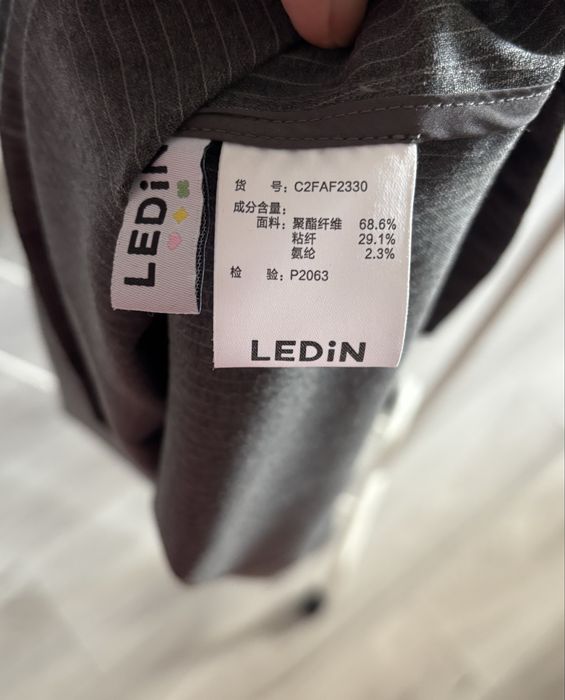 LEDiN
货 号: C2FAF2330
成分含量:
面料: 聚酯纤维 68.6%
粘纤 29.1%
氨纶 2.3%
检 验: P2063
LEDiN